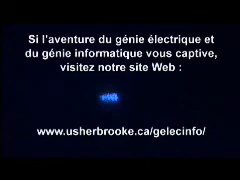 Si l'aventure du génie électrique et
du génie informatique vous captive,
visitez notre site Web :
www.usherbrooke.ca/gelecinfo/